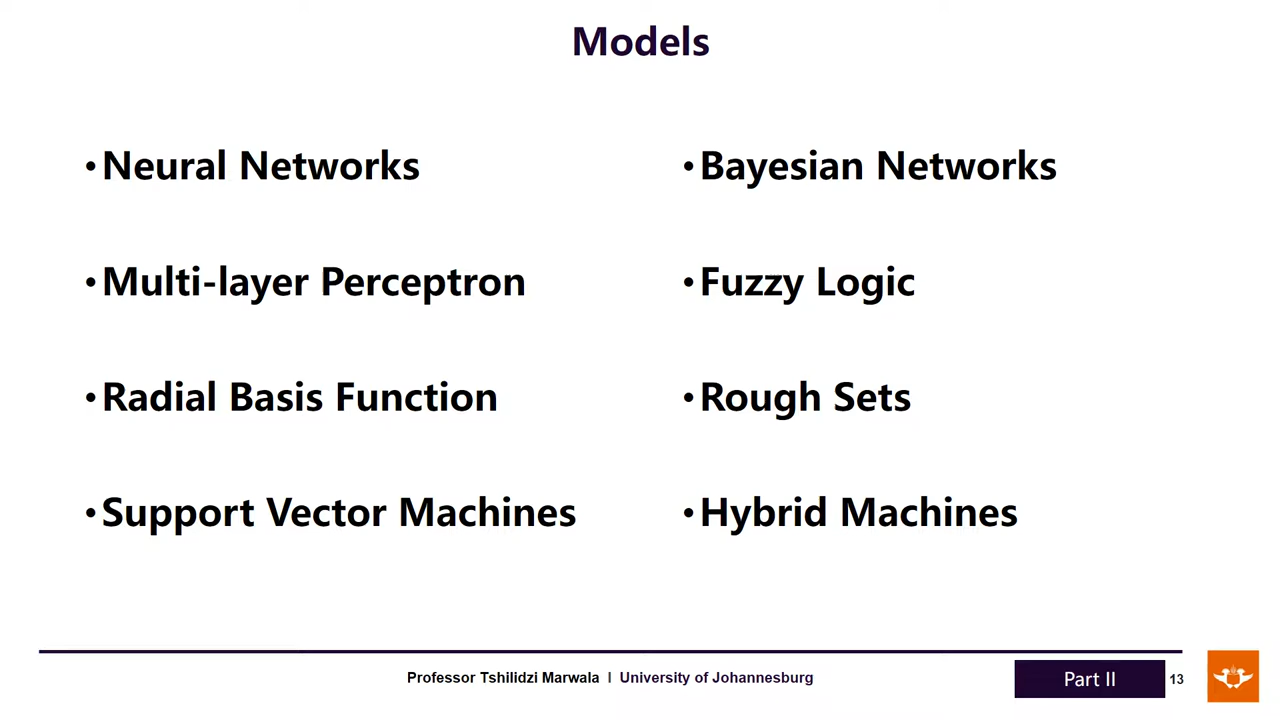 Models
•Neural Networks
•Multi-layer Perceptron
•Radial Basis Function
•Support Vector Machines
•Bayesian Networks
•Fuzzy Logic
•Rough Sets
•Hybrid Machines
Professor Tshilidzi Marwala | University of Johannesburg
Part II
13